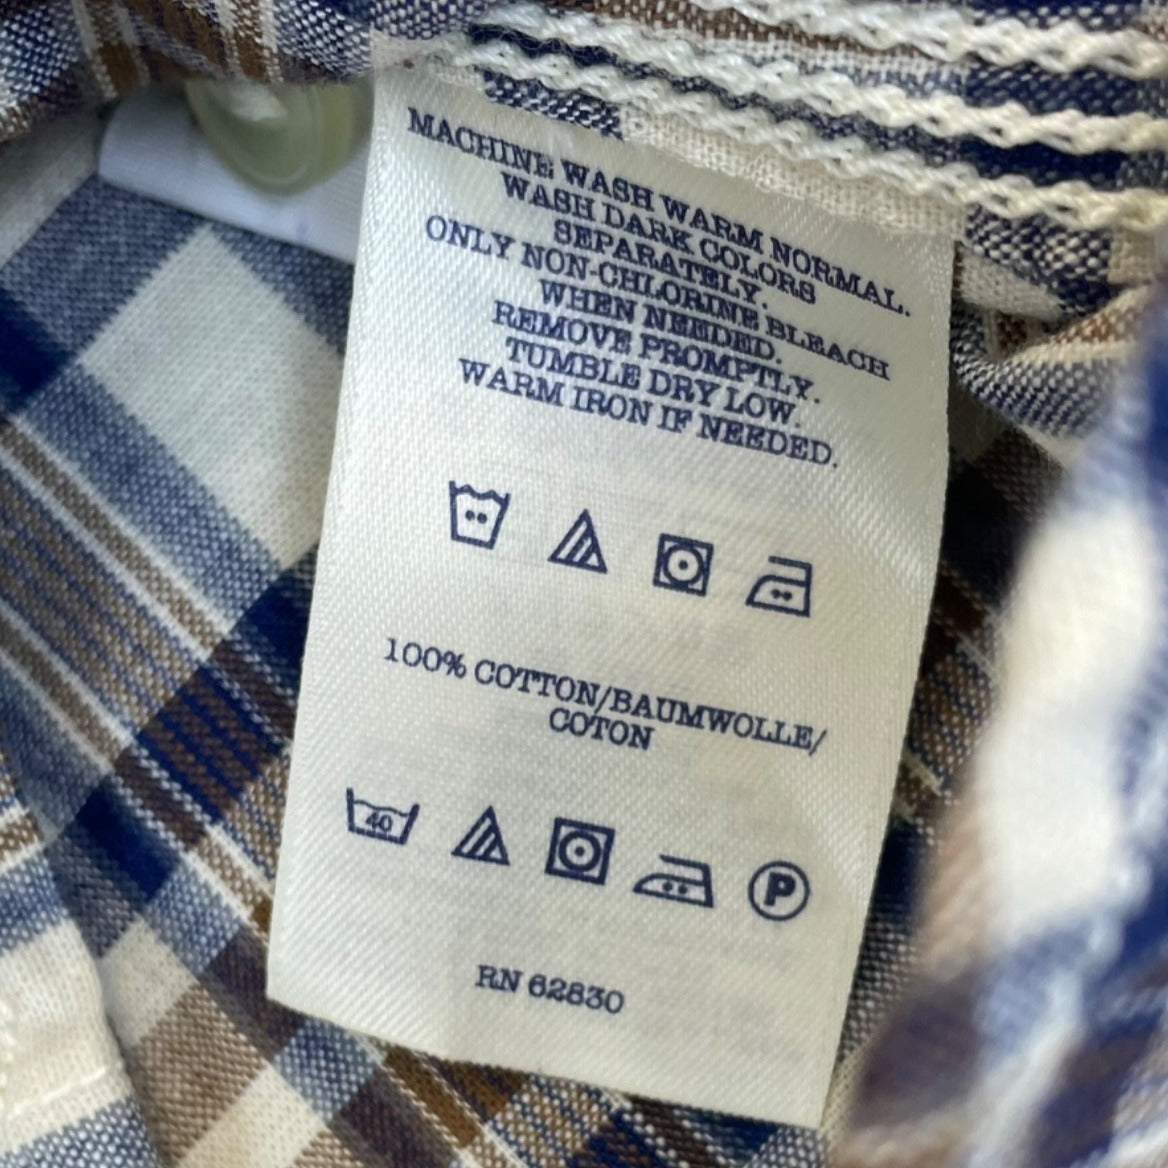 MACHINE WASH WARM NORMAL.
WASH DARK COLORS
SEPARATELY.
ONLY NON-CHLORINE BLEACH
WHEN NEEDED.
REMOVE PROMPTLY.
TUMBLE DRY LOW.
WARM IRON IF NEEDED.
100% COTTON/BAUMWOLLE/
COTON
40
P
RN 62830